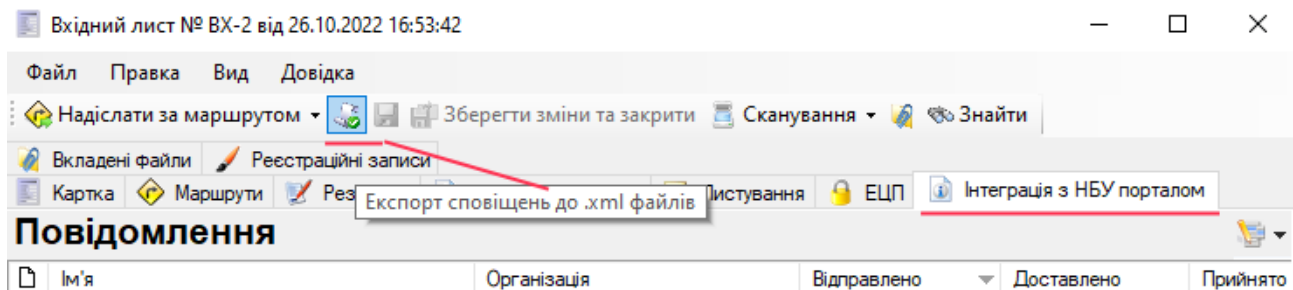 Вхідний лист № ВХ-2 від 26.10.2022 16:53:42
Файл Правка Вид Довідка
Надіслати за маршрутом Зберегти зміни та закрити Сканування Знайти
Вкладені файли Реєстраційні записи
Картка Маршрути Рез Листування ЕЦП Інтеграція з НБУ порталом
Експорт сповіщень до .xml файлів
Повідомлення
Ім'я Організація Відправлено Доставлено Прийнято